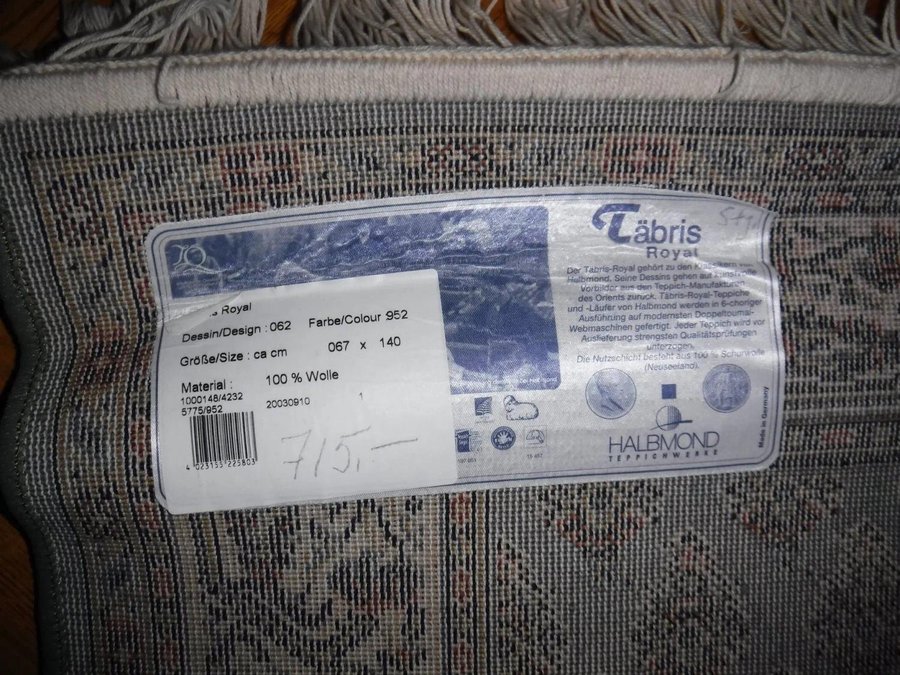 Täbris
Royal
Der Täbris-Royal gehört zu den
Halbmond. Seine Dessins gehen auf kunstvolle
Vorbilder aus den Teppich-Manufakturen
des Orients zurück. Täbris-Royal-Teppiche
und -Läufer von Halbmond werden in 6-choriger
Ausführung auf modernsten Doppeltournai-
Webmaschinen gefertigt. Jeder Teppich wird vor
Auslieferung strengsten Qualitätsprüfungen
unterzogen.
Die Nutzschicht besteht aus 100 % Schurwolle
(Neuseeland).
HALBMOND
TEPPICHWERKE
Made in Germany
Royal
Dessin/Design : 062 Farbe/Colour 952
Größe/Size : ca cm 067 x 140
Material : 100 % Wolle
1000148/4232
5775/952 20030910 1
4 023155 225803
715,-